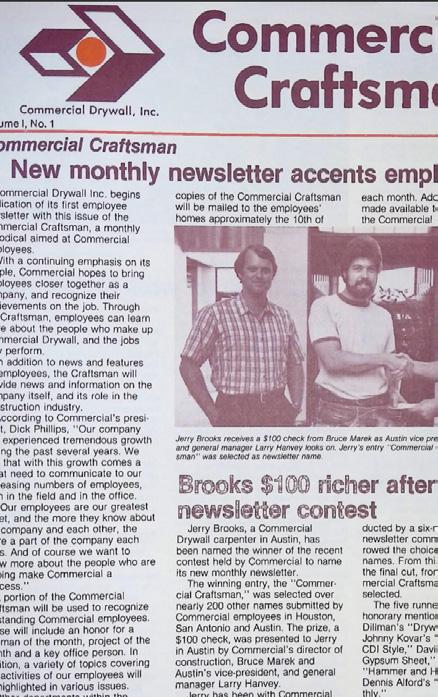 Commerc
Craftsm
Commercial Drywall, Inc.
ume I, No. 1
ommercial Craftsman
New monthly newsletter accents empl
ommercial Drywall Inc. begins
lication of its first employee
sletter with this issue of the
mmercial Craftsman, a monthly
odical aimed at Commercial
ployees.
With a continuing emphasis on its
ple, Commercial hopes to bring
ployees closer together as a
mpany, and recognize their
ievements on the job. Through
Craftsman, employees can learn
re about the people who make up
mmercial Drywall, and the jobs
y perform.
n addition to news and features
employees, the Craftsman will
vide news and information on the
mpany itself, and its role in the
struction industry.
According to Commercial's presi-
t, Dick Phillips, "Our company
experienced tremendous growth
ng the past several years. We
that with this growth comes a
at need to communicate to our
easing numbers of employees,
h in the field and in the office.
Our employees are our greatest
et, and the more they know about
company and each other, the
re a part of the company each
s. And of course we want to
w more about the people who are
ping make Commercial a
cess."
portion of the Commercial
ftsman will be used to recognize
standing Commercial employees.
se will include an honor for a
rman of the month, project of the
nth and a key office person. In
ition, a variety of topics covering
activities of our employees will
highlighted in various issues.
copies of the Commercial Craftsman
will be mailed to the employees'
homes approximately the 10th of
each month. Add
made available t
the Commercial
Jerry Brooks receives a $100 check from Bruce Marek as Austin vice pre
and general manager Larry Harvey looks on. Jerry's entry "Commercial
sman" was selected as newsletter name.
Brooks $100 richer after
newsletter contest
Jerry Brooks, a Commercial
Drywall carpenter in Austin, has
been named the winner of the recent
contest held by Commercial to name
its new monthly newsletter.
The winning entry, the "Commer-
cial Craftsman," was selected over
nearly 200 other names submitted by
Commercial employees in Houston,
San Antonio and Austin. The prize, a
$100 check, was presented to Jerry
in Austin by Commercial's director of
construction, Bruce Marek and
Austin's vice-president, and general
manager Larry Harvey.
Jerry has been with Commercial
ducted by a six-r
newsletter comm
rowed the choice
names. From thi
the final cut, fror
mercial Craftsma
selected.
The five runne
honorary mention
Dillman's "Dryw
Johnny Kovar's "
CDI Style," Davi
Gypsum Sheet,"
"Hammer and H
Dennis Alford's
thly."